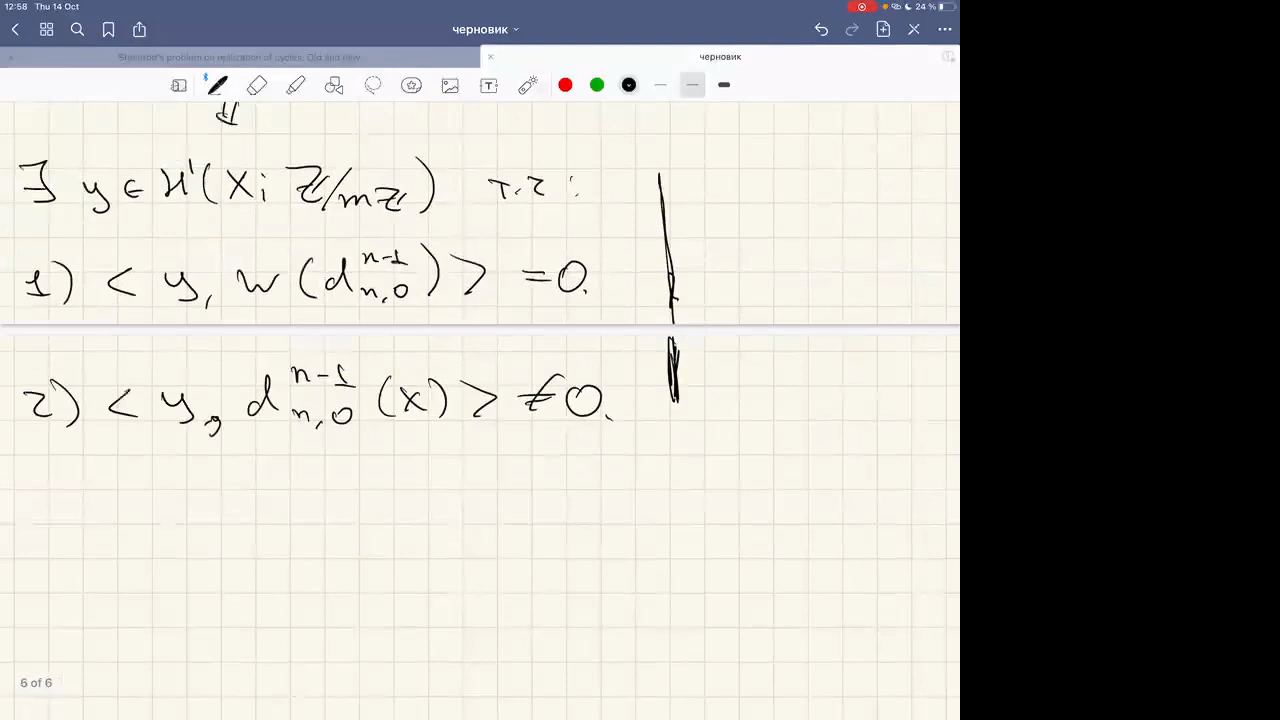 12:58 Thu 14 Oct 24 %
черновик
Steenrod's problem on realization of cycles. Old and new черновик
⇓
∃ y ∈ H¹(X; ℤ/mℤ) т.ч:
1) < y, w(d^{n-1}_{n,0}) > = 0.
2) < y, d^{n-1}_{n,0}(x) > ≠ 0.
6 of 6